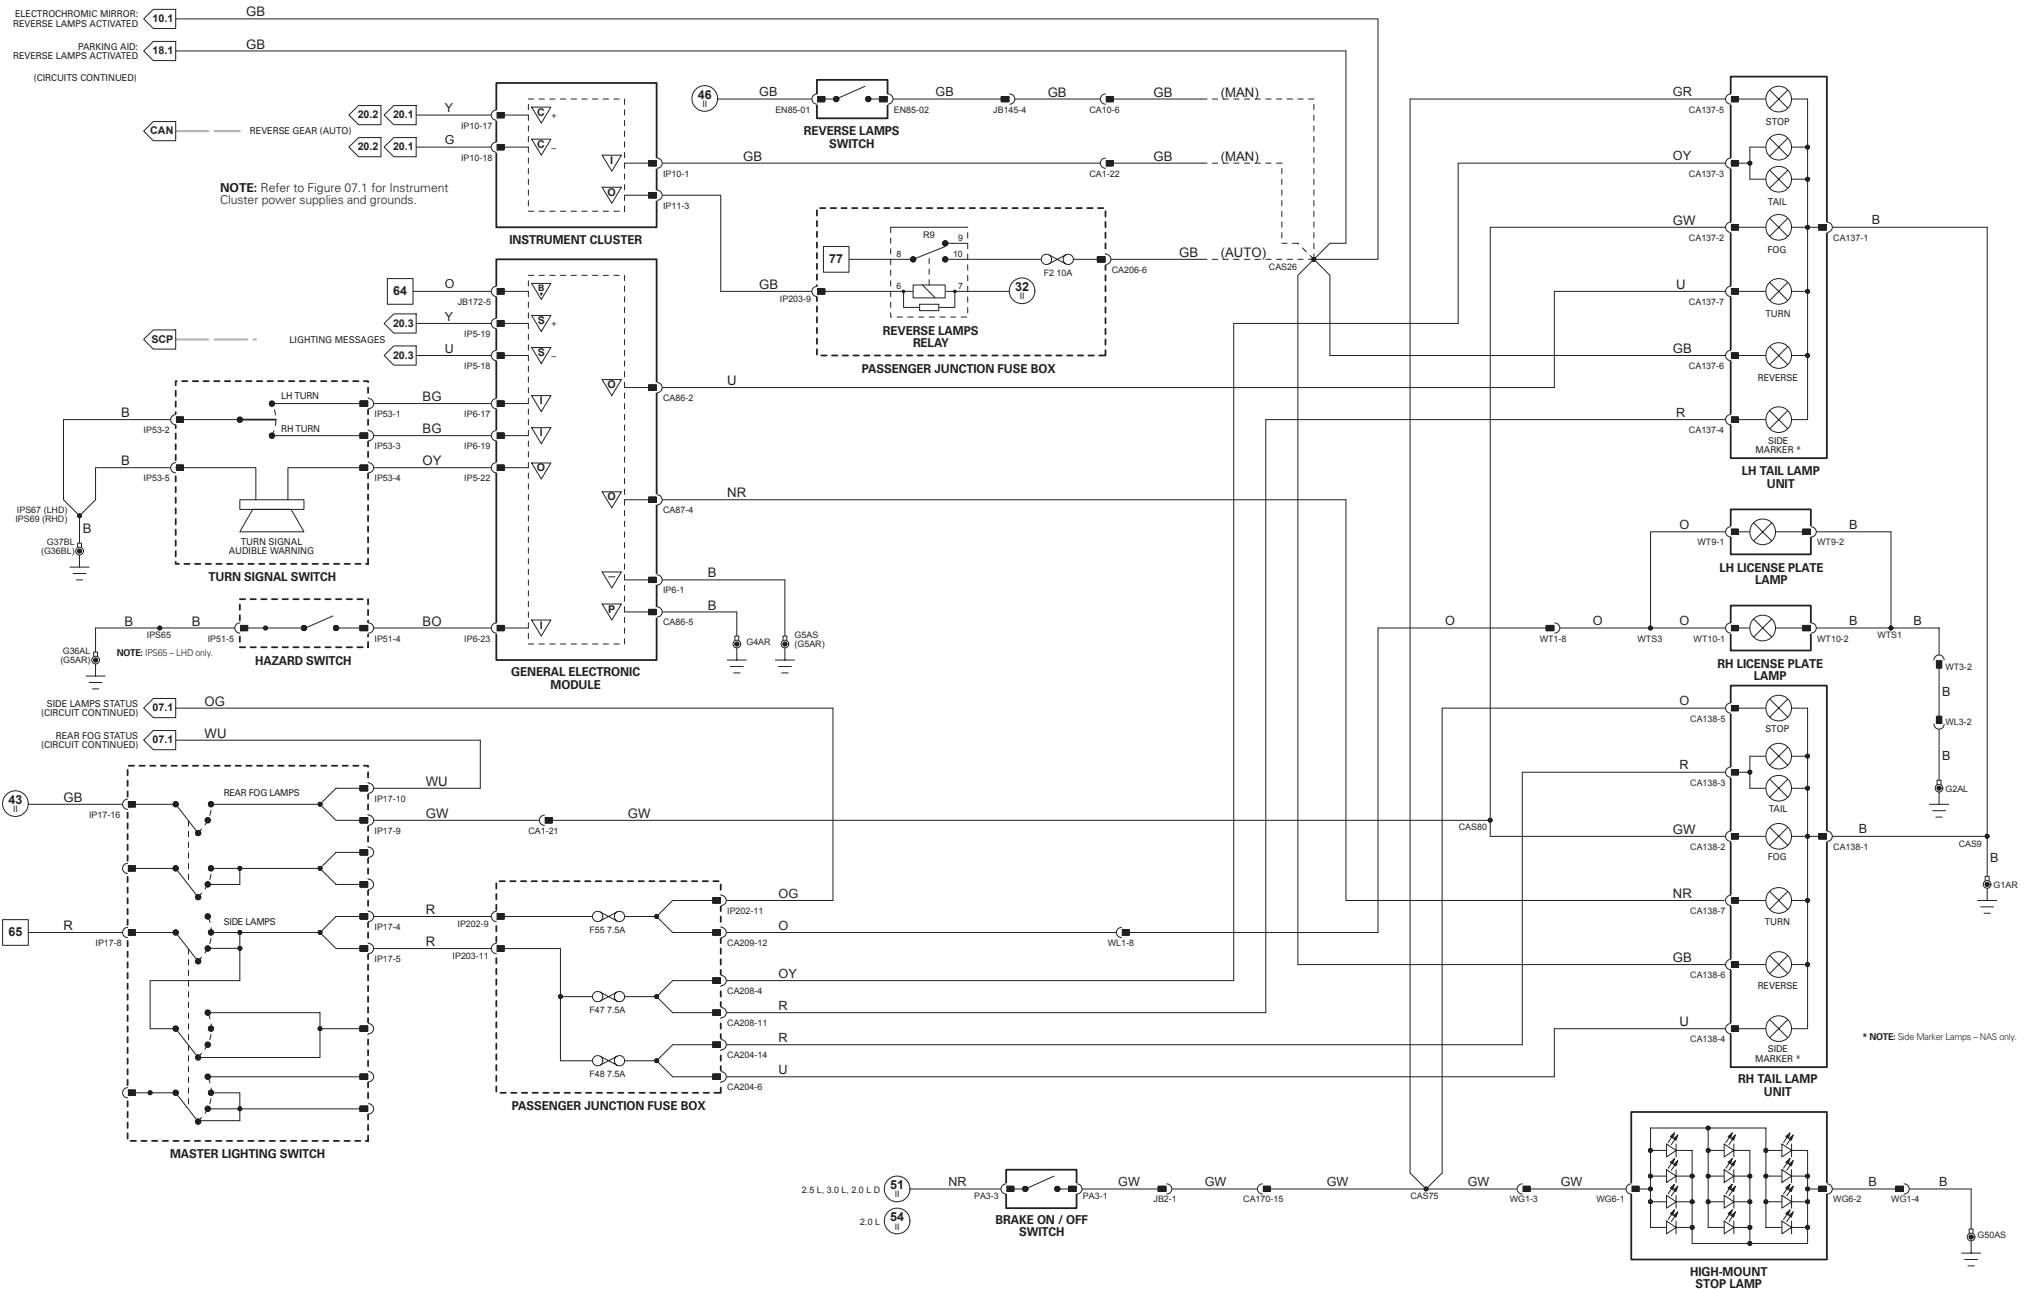 ELECTROCHROMIC MIRROR:
REVERSE LAMPS ACTIVATED
10.1
GB
PARKING AID:
REVERSE LAMPS ACTIVATED
18.1
GB
(CIRCUITS CONTINUED)
20.2
20.1
Y
IP10-17
C
+
CAN
REVERSE GEAR (AUTO)
20.2
20.1
G
IP10-18
C
–
I
IP10-1
GB
CA1-22
GB
(MAN)
O
IP11-3
NOTE: Refer to Figure 07.1 for Instrument
Cluster power supplies and grounds.
INSTRUMENT CLUSTER
46
II
GB
EN85-01
EN85-02
GB
JB145-4
GB
CA10-6
GB
(MAN)
REVERSE LAMPS
SWITCH
77
R9
8
9
10
6
7
F2 10A
CA206-6
GB
(AUTO)
CAS26
GB
IP203-9
32
II
REVERSE LAMPS
RELAY
PASSENGER JUNCTION FUSE BOX
64
O
JB172-5
B
+
20.3
Y
IP5-19
S
+
SCP
LIGHTING MESSAGES
20.3
U
IP5-18
S
–
O
CA86-2
U
B
IP53-2
LH TURN
IP53-1
BG
IP6-17
I
RH TURN
IP53-3
BG
IP6-19
I
B
IP53-5
IP53-4
OY
IP5-22
O
O
CA87-4
NR
IPS67 (LHD)
IPS69 (RHD)
B
G37BL
(G36BL)
TURN SIGNAL
AUDIBLE WARNING
TURN SIGNAL SWITCH
–
IP6-1
B
P
CA86-5
B
G4AR
G5AS
(G5AR)
B
IPS65
B
IP51-5
IP51-4
BO
IP6-23
I
G36AL
(G5AR)
NOTE: IPS65 – LHD only.
HAZARD SWITCH
GENERAL ELECTRONIC
MODULE
SIDE LAMPS STATUS
(CIRCUIT CONTINUED)
07.1
OG
REAR FOG STATUS
(CIRCUIT CONTINUED)
07.1
WU
43
II
GB
IP17-16
REAR FOG LAMPS
WU
IP17-10
GW
IP17-9
CA1-21
GW
CAS80
65
R
IP17-8
SIDE LAMPS
IP17-4
R
IP202-9
IP17-5
R
IP203-11
MASTER LIGHTING SWITCH
F55 7.5A
OG
IP202-11
O
CA209-12
WL1-8
F47 7.5A
OY
CA208-4
R
CA208-11
F48 7.5A
R
CA204-14
U
CA204-6
PASSENGER JUNCTION FUSE BOX
GR
CA137-5
STOP
OY
CA137-3
TAIL
GW
CA137-2
FOG
CA137-1
B
U
CA137-7
TURN
GB
CA137-6
REVERSE
R
CA137-4
SIDE
MARKER *
LH TAIL LAMP
UNIT
O
WT9-1
WT9-2
B
LH LICENSE PLATE
LAMP
O
WT1-8
O
WTS3
O
WT10-1
WT10-2
B
WTS1
B
RH LICENSE PLATE
LAMP
WT3-2
B
WL3-2
B
G2AL
O
CA138-5
STOP
R
CA138-3
TAIL
GW
CA138-2
FOG
CA138-1
B
CAS9
B
G1AR
NR
CA138-7
TURN
GB
CA138-6
REVERSE
U
CA138-4
SIDE
MARKER *
* NOTE: Side Marker Lamps – NAS only.
RH TAIL LAMP
UNIT
2.5 L, 3.0 L, 2.0 L D
51
II
NR
PA3-3
PA3-1
GW
JB2-1
GW
CA170-15
GW
CAS75
GW
WG1-3
GW
WG6-1
WG6-2
B
WG1-4
B
G50AS
2.0 L
54
II
BRAKE ON / OFF
SWITCH
HIGH-MOUNT
STOP LAMP